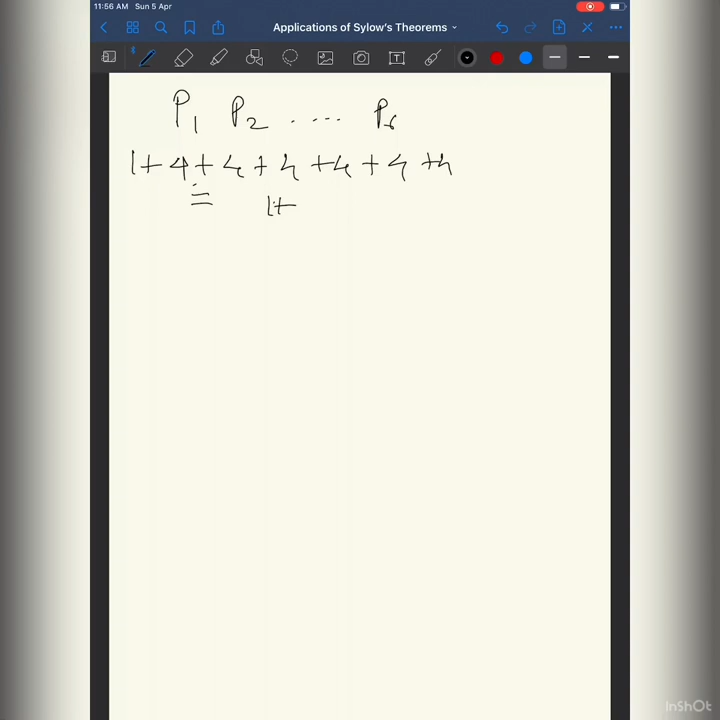 11:56 AM Sun 5 Apr
Applications of Sylow's Theorems
P₁ P₂ ..... P₆
1+ 4 + 4 + 4 + 4 + 4 + 4
= 1+
InShOt